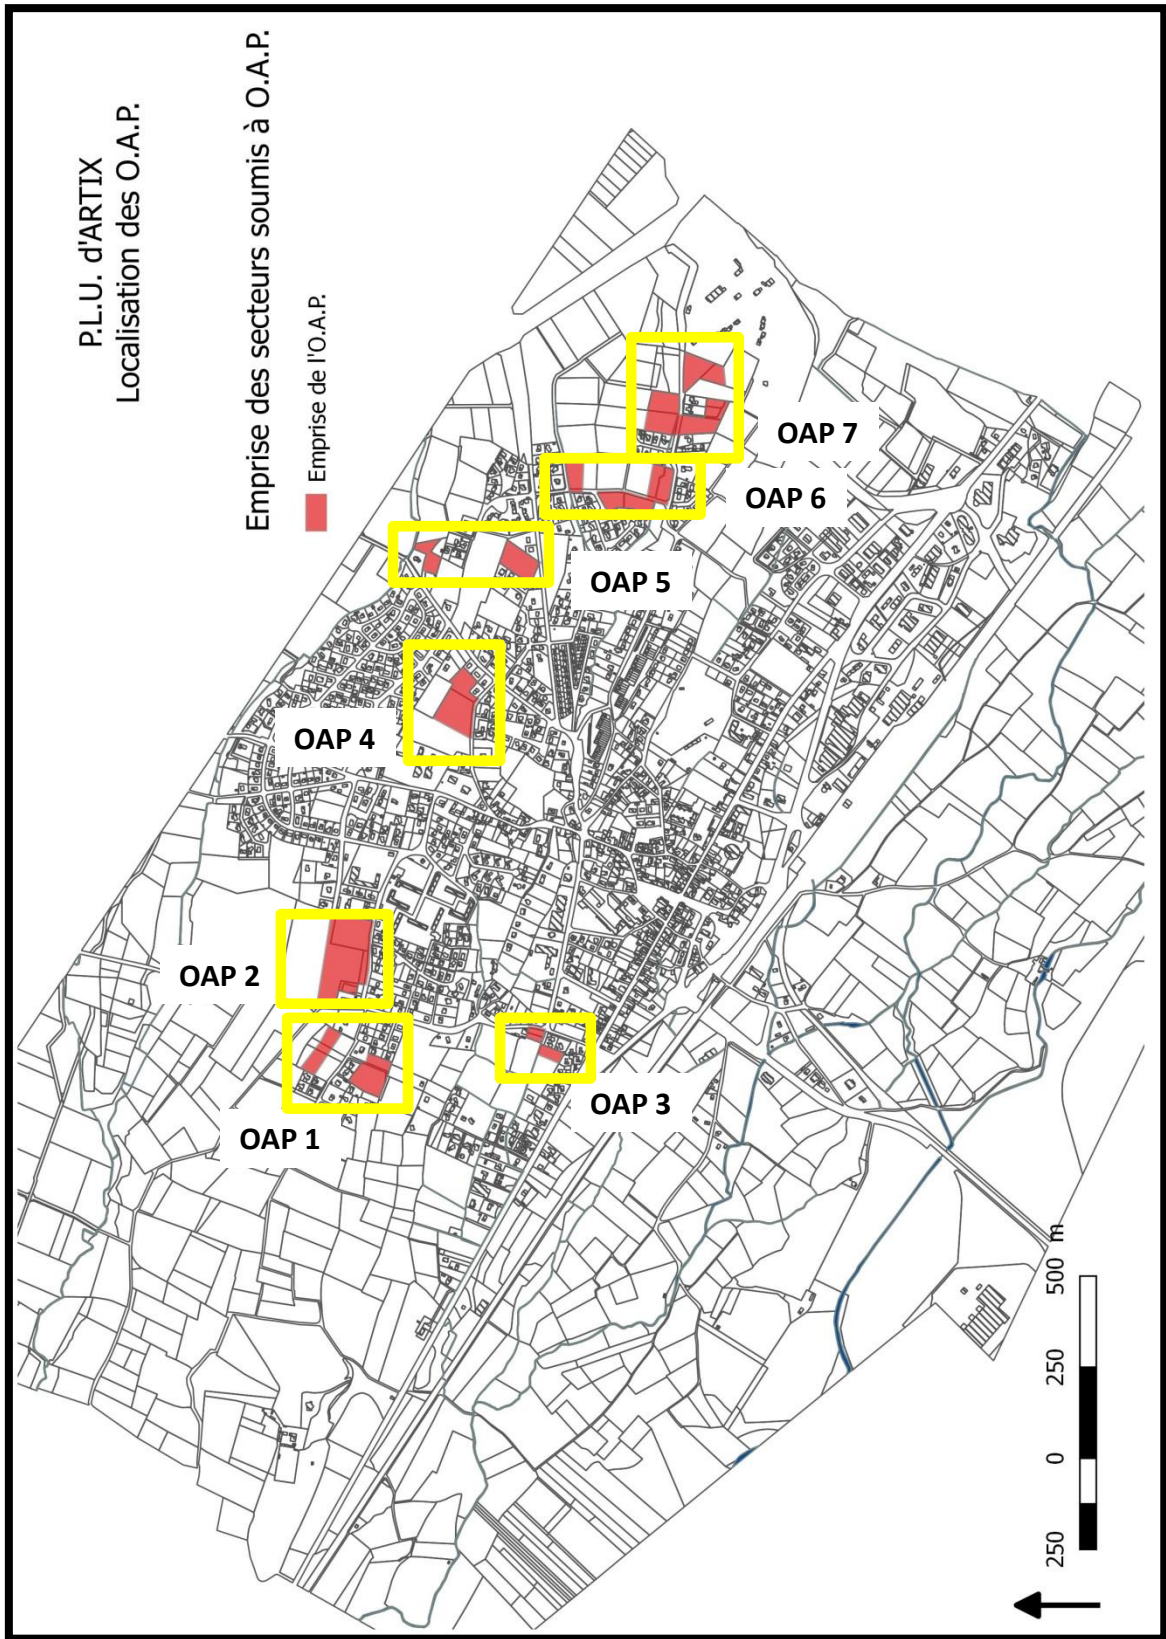 P.L.U. d'ARTIX
Localisation des O.A.P.
Emprise des secteurs soumis à O.A.P.
Emprise de l'O.A.P.
OAP 7
OAP 6
OAP 5
OAP 4
OAP 2
OAP 3
OAP 1
250 0 250 500 m